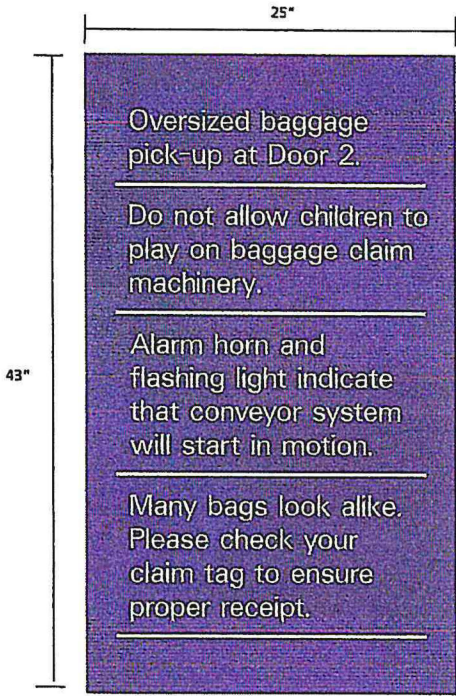 25"
43"
Oversized baggage
pick-up at Door 2.
Do not allow children to
play on baggage claim
machinery.
Alarm horn and
flashing light indicate
that conveyor system
will start in motion.
Many bags look alike.
Please check your
claim tag to ensure
proper receipt.